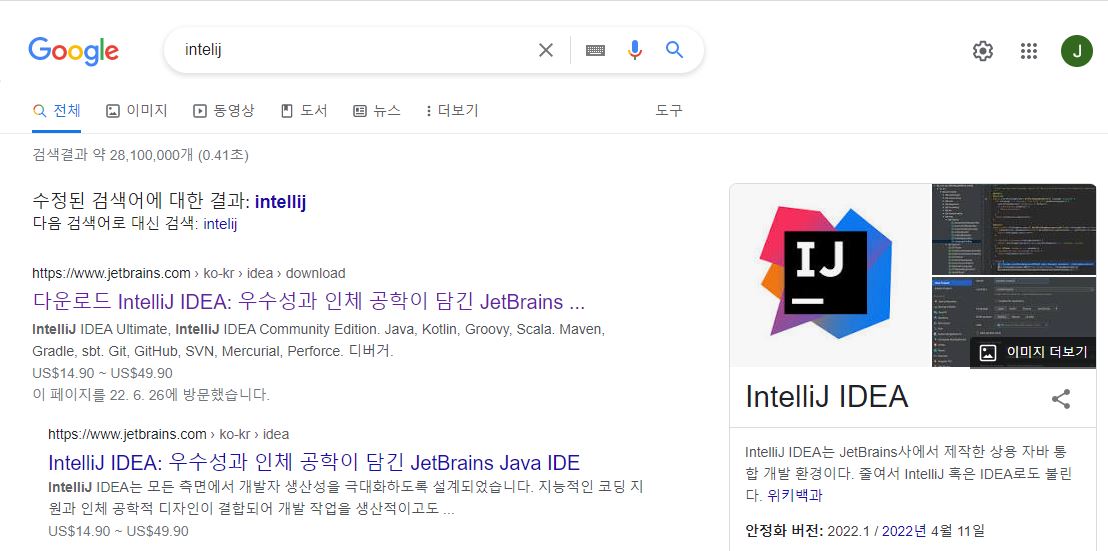 Google
intelij
J
전체
이미지
동영상
도서
뉴스
더보기
도구
검색결과 약 28,100,000개 (0.41초)
수정된 검색어에 대한 결과: intellij
다음 검색어로 대신 검색: intelij
https://www.jetbrains.com › ko-kr › idea › download
다운로드 IntelliJ IDEA: 우수성과 인체 공학이 담긴 JetBrains ...
IntelliJ IDEA Ultimate, IntelliJ IDEA Community Edition. Java, Kotlin, Groovy, Scala. Maven,
Gradle, sbt. Git, GitHub, SVN, Mercurial, Perforce. 디버거.
US$14.90 ~ US$49.90
이 페이지를 22. 6. 26에 방문했습니다.
https://www.jetbrains.com › ko-kr › idea
IntelliJ IDEA: 우수성과 인체 공학이 담긴 JetBrains Java IDE
IntelliJ IDEA는 모든 측면에서 개발자 생산성을 극대화하도록 설계되었습니다. 지능적인 코딩 지
원과 인체 공학적 디자인이 결합되어 개발 작업을 생산적이고도 ...
US$14.90 ~ US$49.90
IJ
이미지 더보기
IntelliJ IDEA
IntelliJ IDEA는 JetBrains사에서 제작한 상용 자바 통
합 개발 환경이다. 줄여서 IntelliJ 혹은 IDEA로도 불린
다. 위키백과
안정화 버전: 2022.1 / 2022년 4월 11일